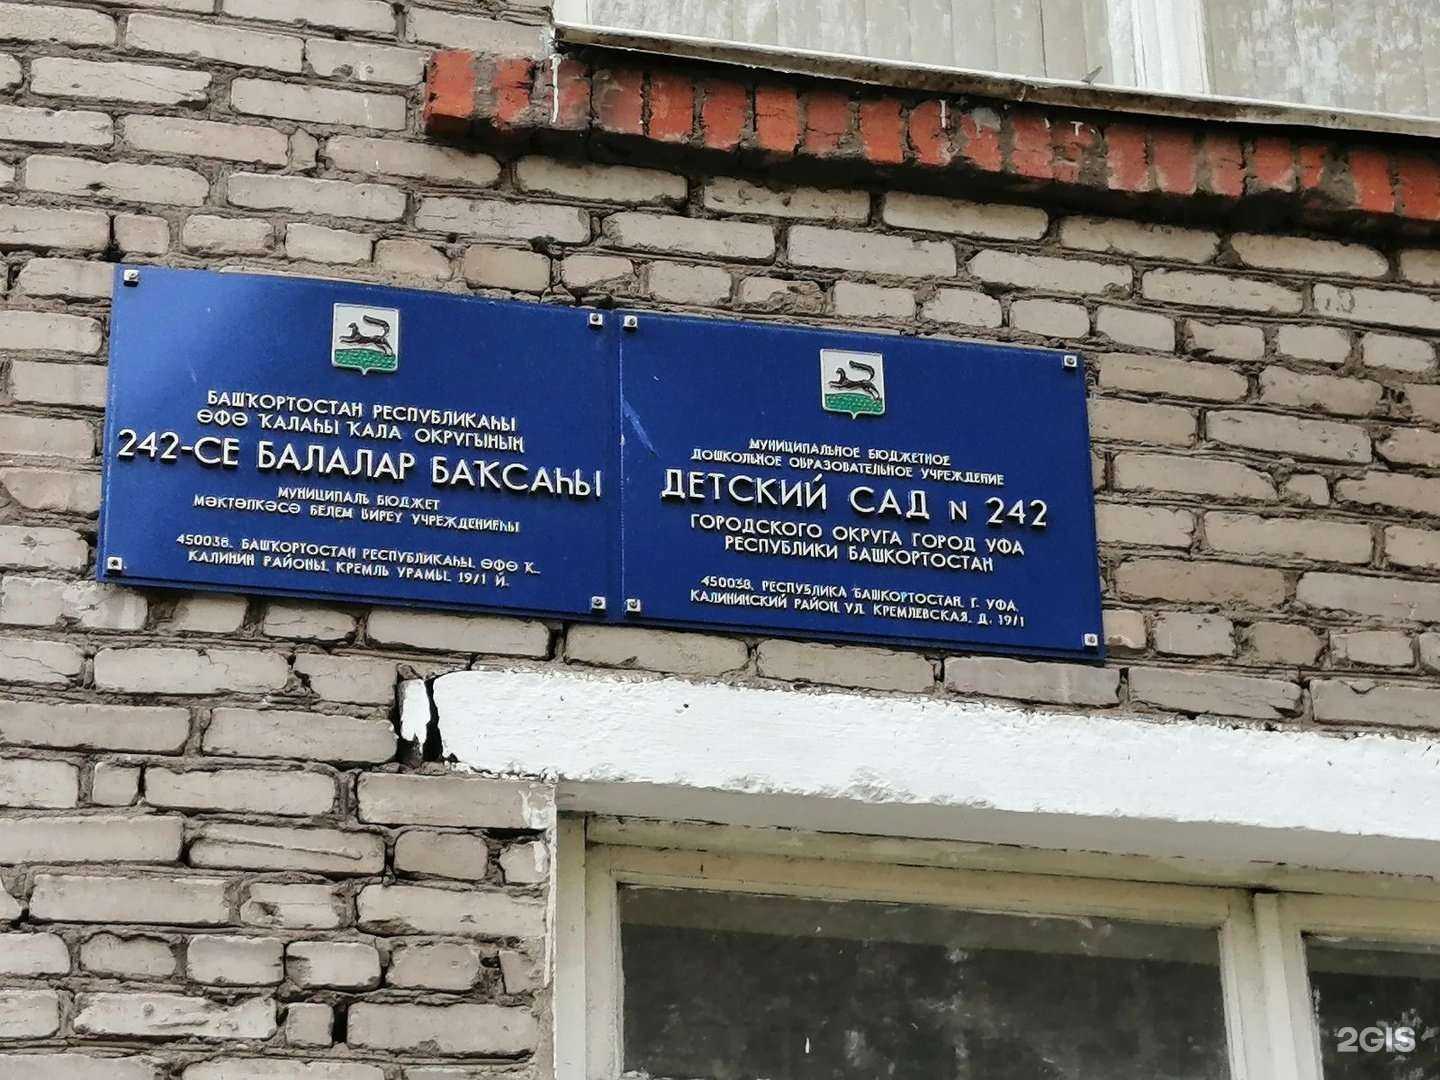 БАШҠОРТОСТАН РЕСПУБЛИКАҺЫ
ӨФӨ ҠАЛАҺЫ ҠАЛА ОКРУГЫНЫҢ
242-СЕ БАЛАЛАР БАҠСАҺЫ
МУНИЦИПАЛЬ БЮДЖЕТ
МӘКТӘПКӘСӘ БЕЛЕМ БИРЕҮ УЧРЕЖДЕНИЕҺЫ
450038, БАШҠОРТОСТАН РЕСПУБЛИКАҺЫ, ӨФӨ Ҡ.,
КАЛИНИН РАЙОНЫ, КРЕМЛЬ УРАМЫ, 19/1 Й.
МУНИЦИПАЛЬНОЕ БЮДЖЕТНОЕ
ДОШКОЛЬНОЕ ОБРАЗОВАТЕЛЬНОЕ УЧРЕЖДЕНИЕ
ДЕТСКИЙ САД N 242
ГОРОДСКОГО ОКРУГА ГОРОД УФА
РЕСПУБЛИКИ БАШКОРТОСТАН
450038, РЕСПУБЛИКА БАШКОРТОСТАН, Г. УФА,
КАЛИНИНСКИЙ РАЙОН, УЛ. КРЕМЛЕВСКАЯ, Д. 19/1
2GIS